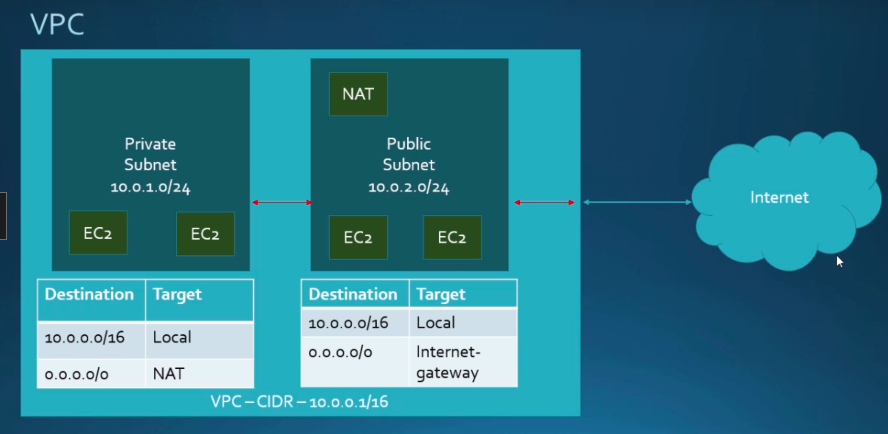 VPC
Private
Subnet
10.0.1.0/24
EC2
EC2
NAT
Public
Subnet
10.0.2.0/24
EC2
EC2
Internet
Destination Target
10.0.0.0/16 Local
0.0.0.0/0 NAT
Destination Target
10.0.0.0/16 Local
0.0.0.0/0 Internet-
gateway
VPC – CIDR – 10.0.0.1/16